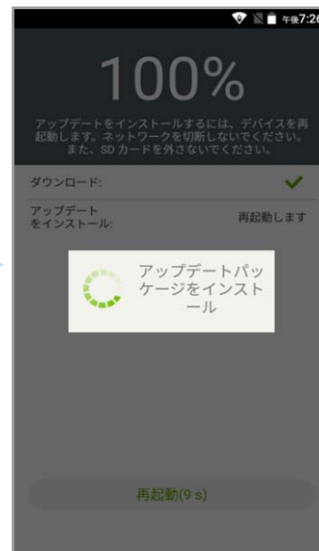 午後7:26
100%
アップデートをインストールするには、デバイスを再
起動します。ネットワークを切断しないでください。
また、SD カードを外さないでください。
ダウンロード:
アップデート
をインストール:
再起動します
アップデートパッ
ケージをインスト
ール
再起動(9 s)